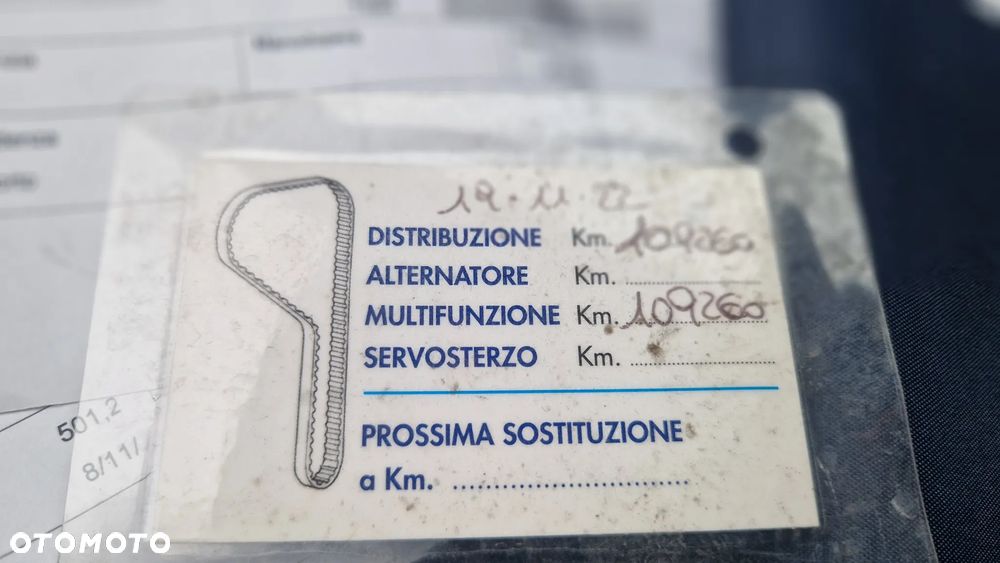 19.11.22
DISTRIBUZIONE Km. 109260
ALTERNATORE Km. ....................
MULTIFUNZIONE Km. 109260
SERVOSTERZO Km. ....................
PROSSIMA SOSTITUZIONE
a Km. ....................
501,2
8/11/
OTOMOTO